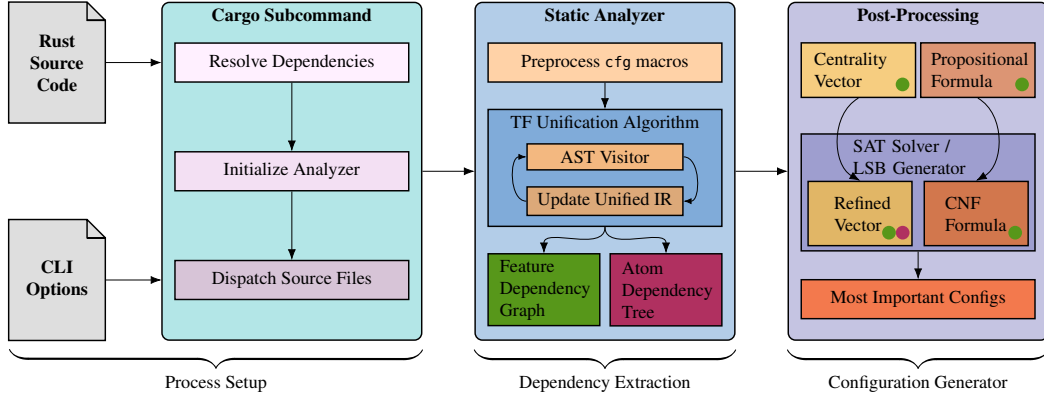 Rust
Source
Code
CLI
Options
Cargo Subcommand
Resolve Dependencies
Initialize Analyzer
Dispatch Source Files
Static Analyzer
Preprocess cfg macros
TF Unification Algorithm
AST Visitor
Update Unified IR
Feature
Dependency
Graph
Atom
Dependency
Tree
Post-Processing
Centrality
Vector
Propositional
Formula
SAT Solver /
LSB Generator
Refined
Vector
CNF
Formula
Most Important Configs
Process Setup
Dependency Extraction
Configuration Generator